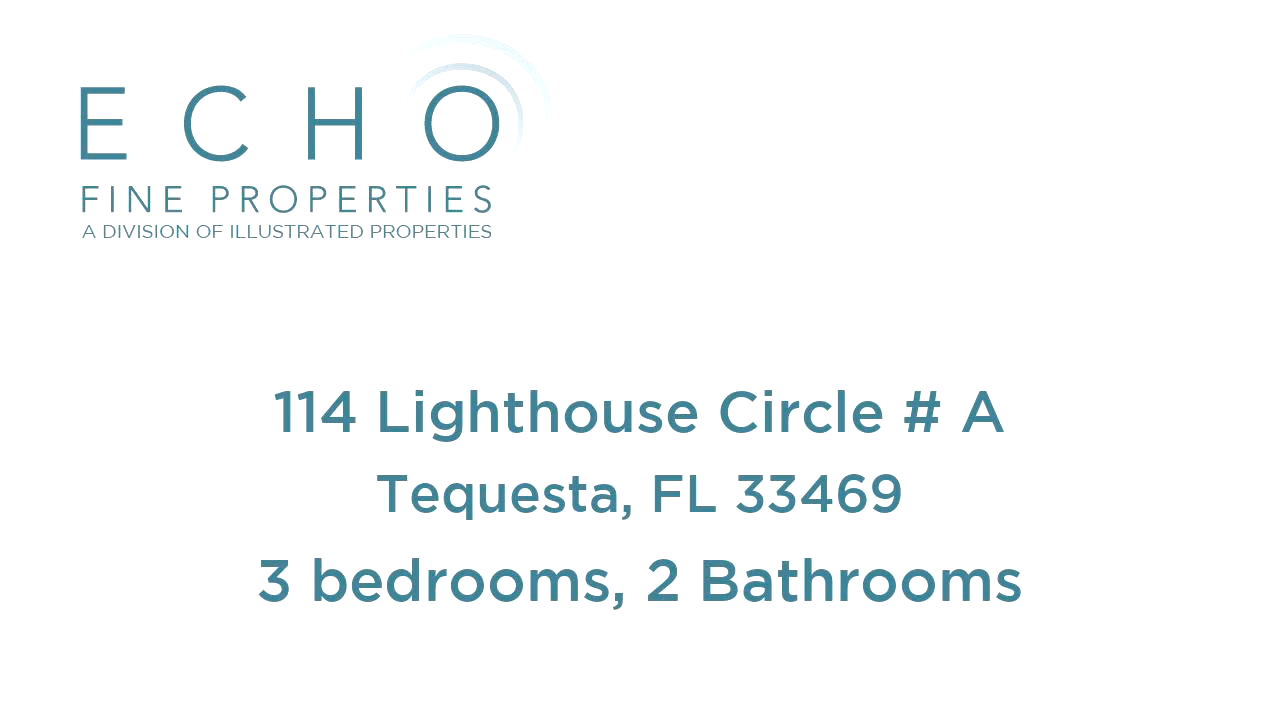 ECHO
FINE PROPERTIES
A DIVISION OF ILLUSTRATED PROPERTIES
114 Lighthouse Circle # A
Tequesta, FL 33469
3 bedrooms, 2 Bathrooms